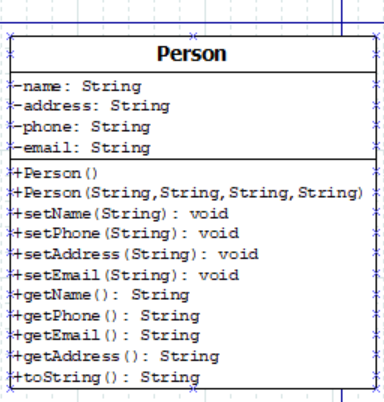 Person
-name: String
-address: String
-phone: String
-email: String
+Person()
+Person(String,String,String,String)
+setName(String): void
+setPhone(String): void
+setAddress(String): void
+setEmail(String): void
+getName(): String
+getPhone(): String
+getEmail(): String
+getAddress(): String
+toString(): String